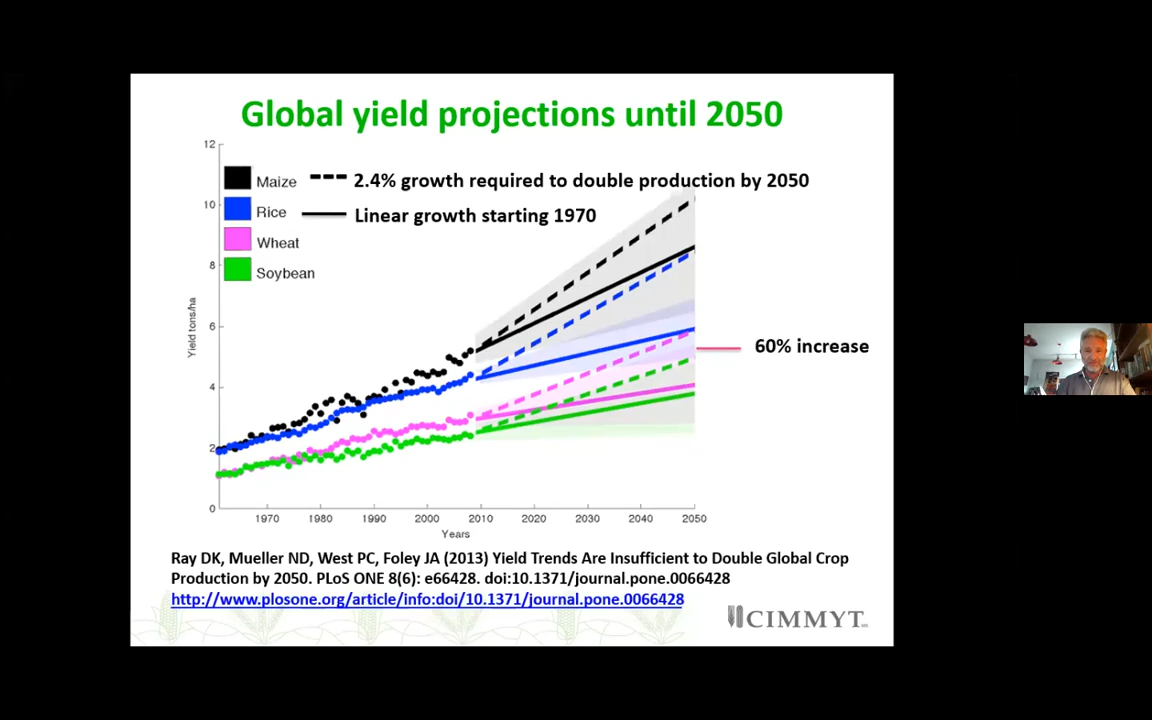 Global yield projections until 2050
12
10
8
6
4
2
0
Yield tons/ha
Maize
Rice
Wheat
Soybean
2.4% growth required to double production by 2050
Linear growth starting 1970
60% increase
1970 1980 1990 2000 2010 2020 2030 2040 2050
Years
Ray DK, Mueller ND, West PC, Foley JA (2013) Yield Trends Are Insufficient to Double Global Crop
Production by 2050. PLoS ONE 8(6): e66428. doi:10.1371/journal.pone.0066428
http://www.plosone.org/article/info:doi/10.1371/journal.pone.0066428
CIMMYT